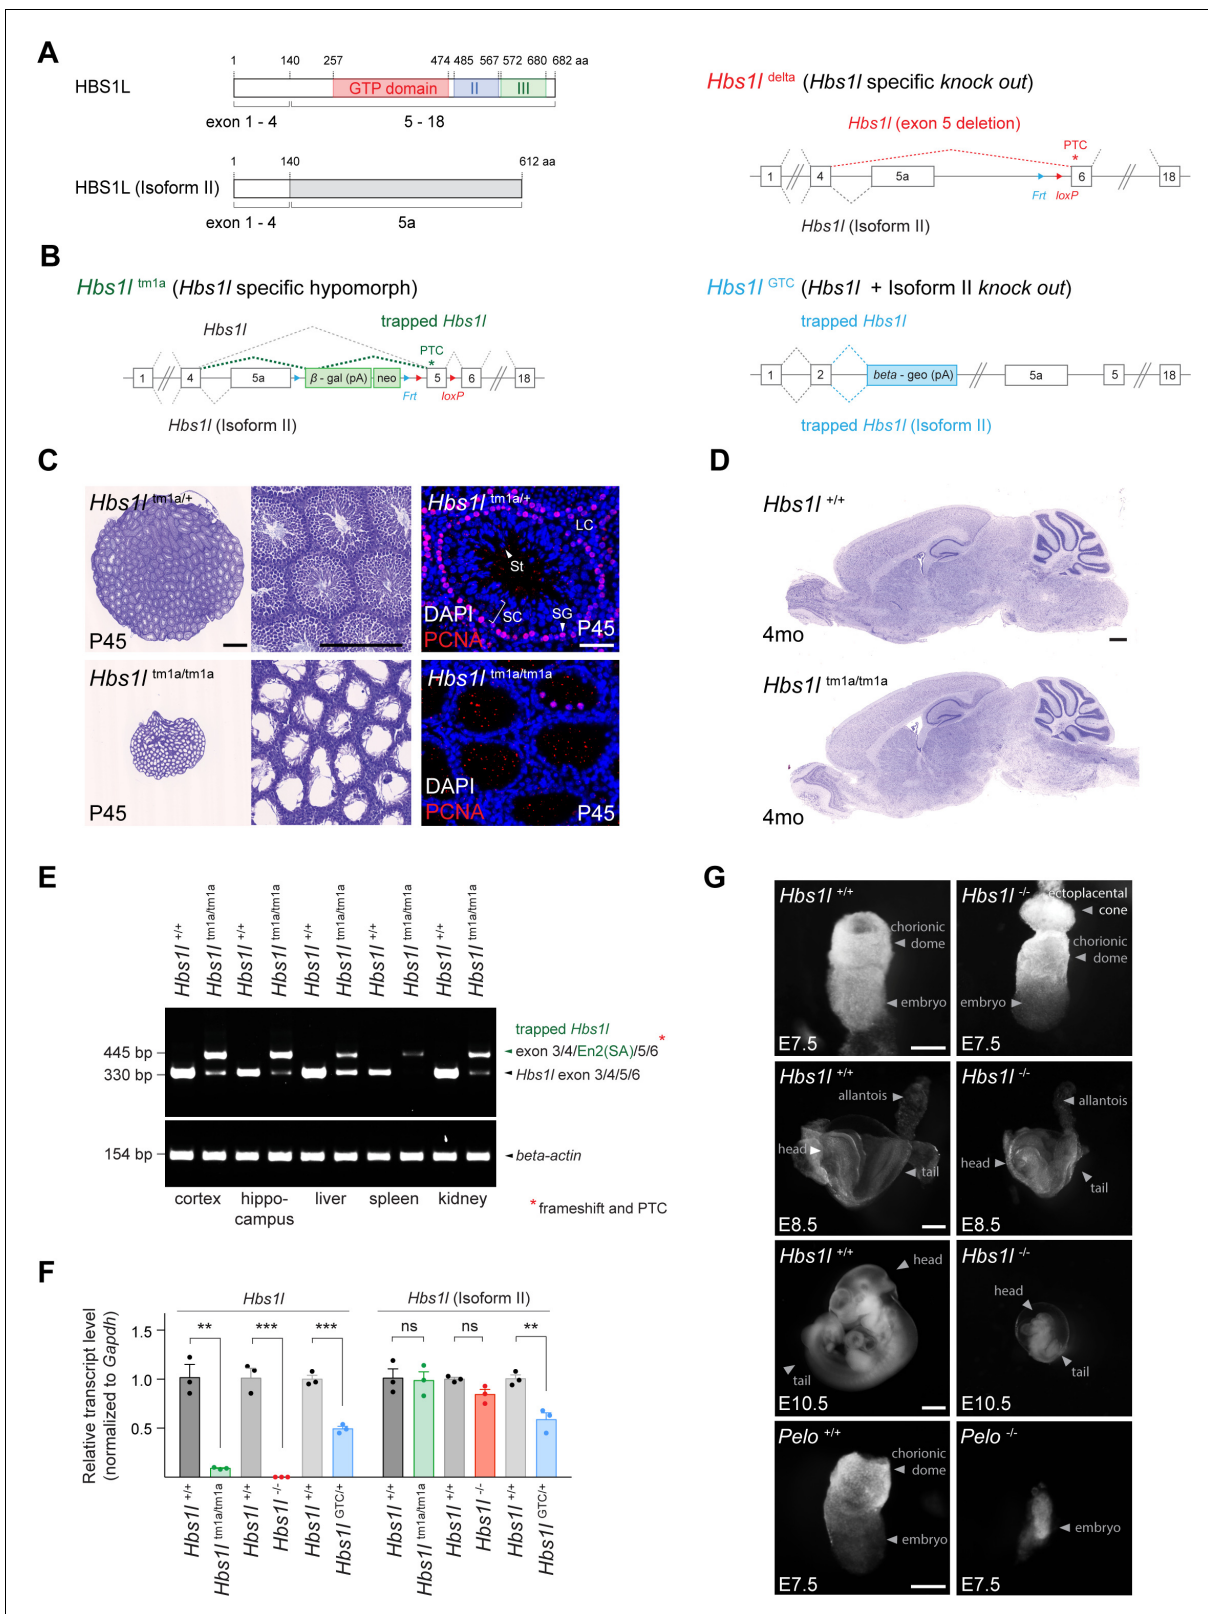 A
1 140 257 474 485 567 572 680 682 aa
HBS1L
GTP domain II III
exon 1 - 4 5 - 18
1 140 612 aa
HBS1L (Isoform II)
exon 1 - 4 5a
B
Hbs1l tm1a (Hbs1l specific hypomorph)
Hbs1l trapped Hbs1l
PTC
*
1 4 5a β - gal (pA) neo 5 6 18
Frt loxP
Hbs1l (Isoform II)
Hbs1l delta (Hbs1l specific knock out)
Hbs1l (exon 5 deletion)
PTC
*
1 4 5a 6 18
Frt loxP
Hbs1l (Isoform II)
Hbs1l GTC (Hbs1l + Isoform II knock out)
trapped Hbs1l
1 2 beta - geo (pA) 5a 5 18
trapped Hbs1l (Isoform II)
C
Hbs1l tm1a/+
P45
Hbs1l tm1a/+
LC
St
SC
SG
DAPI
PCNA
P45
Hbs1l tm1a/tm1a
P45
Hbs1l tm1a/tm1a
DAPI
PCNA
P45
D
Hbs1l +/+
4mo
Hbs1l tm1a/tm1a
4mo
E
Hbs1l +/+
Hbs1l tm1a/tm1a
Hbs1l +/+
Hbs1l tm1a/tm1a
Hbs1l +/+
Hbs1l tm1a/tm1a
Hbs1l +/+
Hbs1l tm1a/tm1a
Hbs1l +/+
Hbs1l tm1a/tm1a
445 bp
330 bp
154 bp
trapped Hbs1l
exon 3/4/En2(SA)/5/6 *
Hbs1l exon 3/4/5/6
beta-actin
cortex hippo- liver spleen kidney
campus
* frameshift and PTC
F
Relative transcript level
(normalized to Gapdh)
Hbs1l
Hbs1l (Isoform II)
1.5
1.0
0.5
** *** *** ns ns **
Hbs1l +/+
Hbs1l tm1a/tm1a
Hbs1l +/+
Hbs1l -/-
Hbs1l +/+
Hbs1l GTC/+
Hbs1l +/+
Hbs1l tm1a/tm1a
Hbs1l +/+
Hbs1l -/-
Hbs1l +/+
Hbs1l GTC/+
G
Hbs1l +/+
chorionic
dome
embryo
E7.5
Hbs1l -/-
ectoplacental
cone
chorionic
dome
embryo
E7.5
Hbs1l +/+
allantois
head
tail
E8.5
Hbs1l -/-
allantois
head
tail
E8.5
Hbs1l +/+
head
tail
E10.5
Hbs1l -/-
head
tail
E10.5
Pelo +/+
chorionic
dome
embryo
E7.5
Pelo -/-
embryo
E7.5